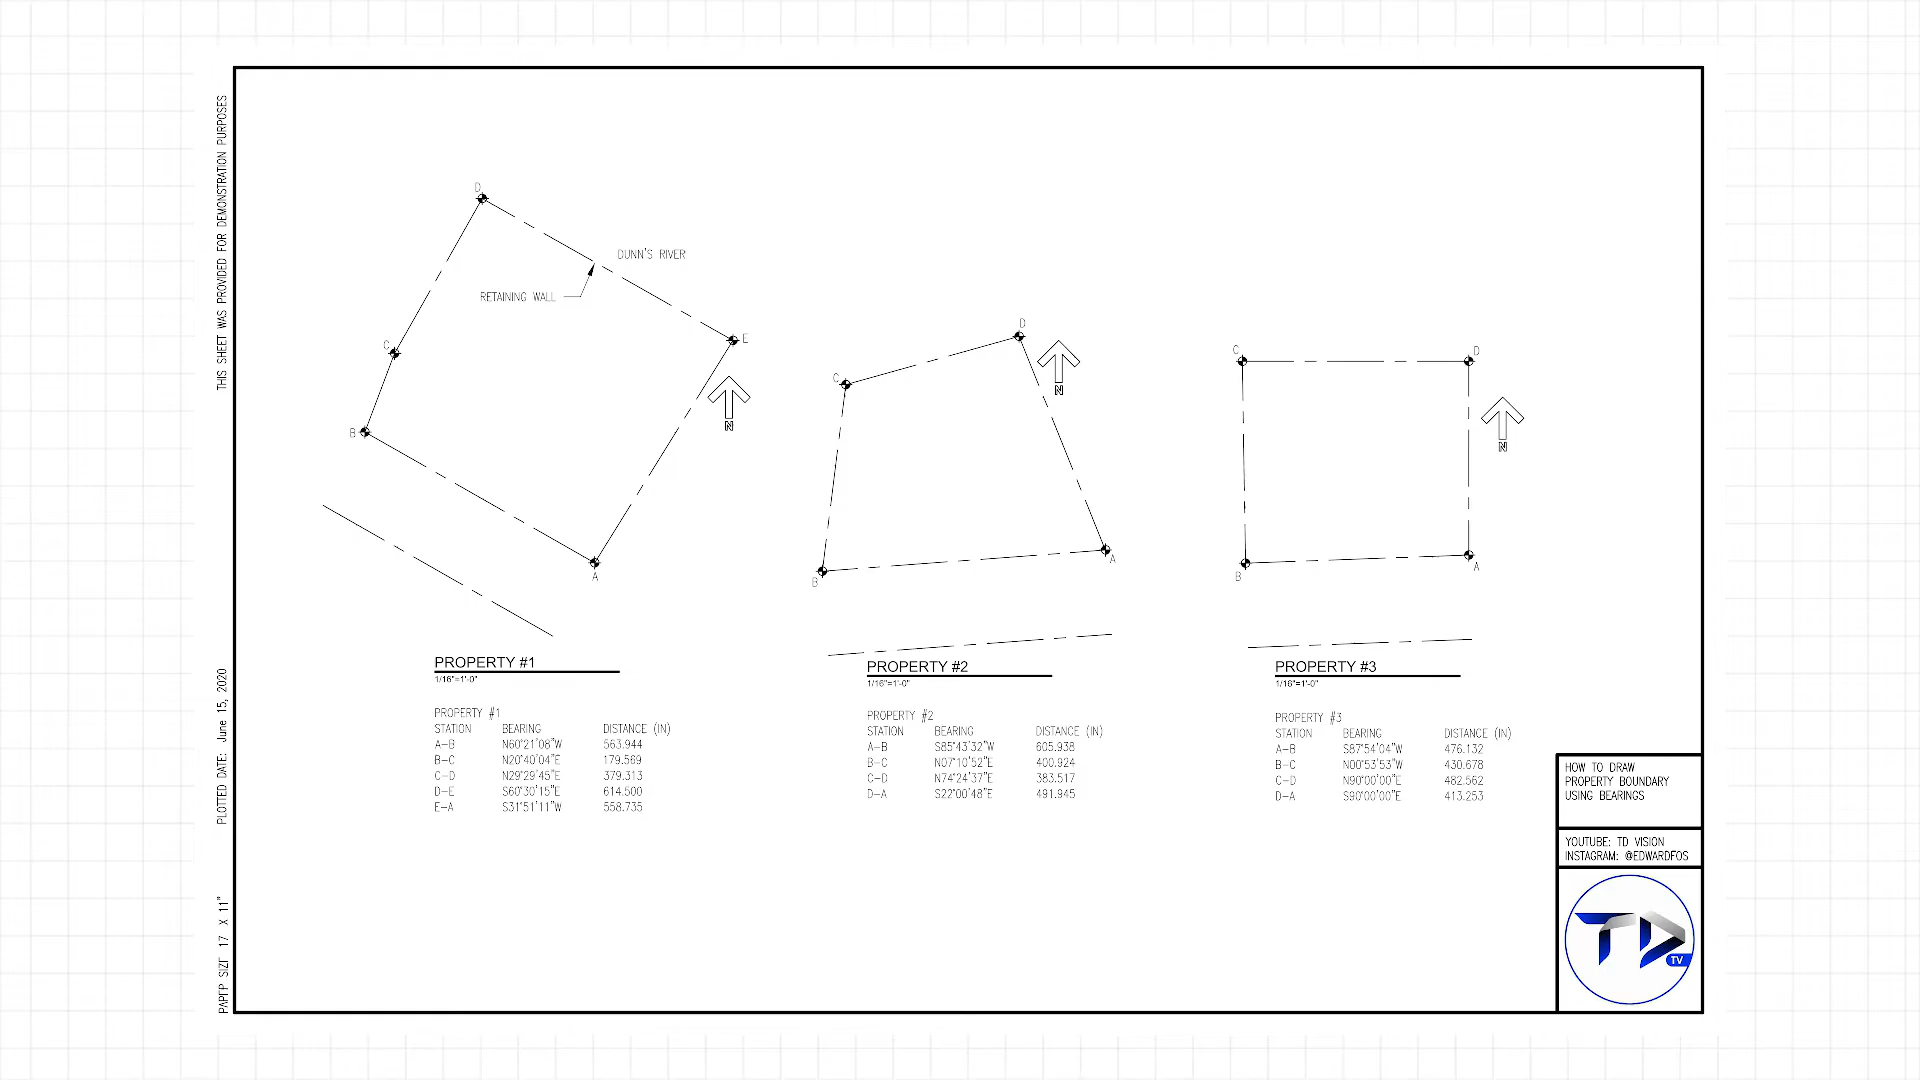 THIS SHEET WAS PROVIDED FOR DEMONSTRATION PURPOSES
PLOTTED DATE: June 15, 2020
PAPER SIZE 17 X 11"
D
DUNN'S RIVER
RETAINING WALL
C
E
B
N
A
D
C
N
B
A
C
D
N
B
A
PROPERTY #1
1/16"=1'-0"
PROPERTY #1
STATION BEARING DISTANCE (IN)
A-B N60°21'08"W 563.944
B-C N20°40'04"E 179.569
C-D N29°29'45"E 379.313
D-E S60°30'15"E 614.500
E-A S31°51'11"W 558.735
PROPERTY #2
1/16"=1'-0"
PROPERTY #2
STATION BEARING DISTANCE (IN)
A-B S85°43'32"W 605.938
B-C N07°10'52"E 400.924
C-D N74°24'37"E 383.517
D-A S22°00'48"E 491.945
PROPERTY #3
1/16"=1'-0"
PROPERTY #3
STATION BEARING DISTANCE (IN)
A-B S87°54'04"W 476.132
B-C N00°53'53"W 430.678
C-D N90°00'00"E 482.562
D-A S90°00'00"E 413.253
HOW TO DRAW
PROPERTY BOUNDARY
USING BEARINGS
YOUTUBE: TD VISION
INSTAGRAM: @EDWARDFOS
TD
TV